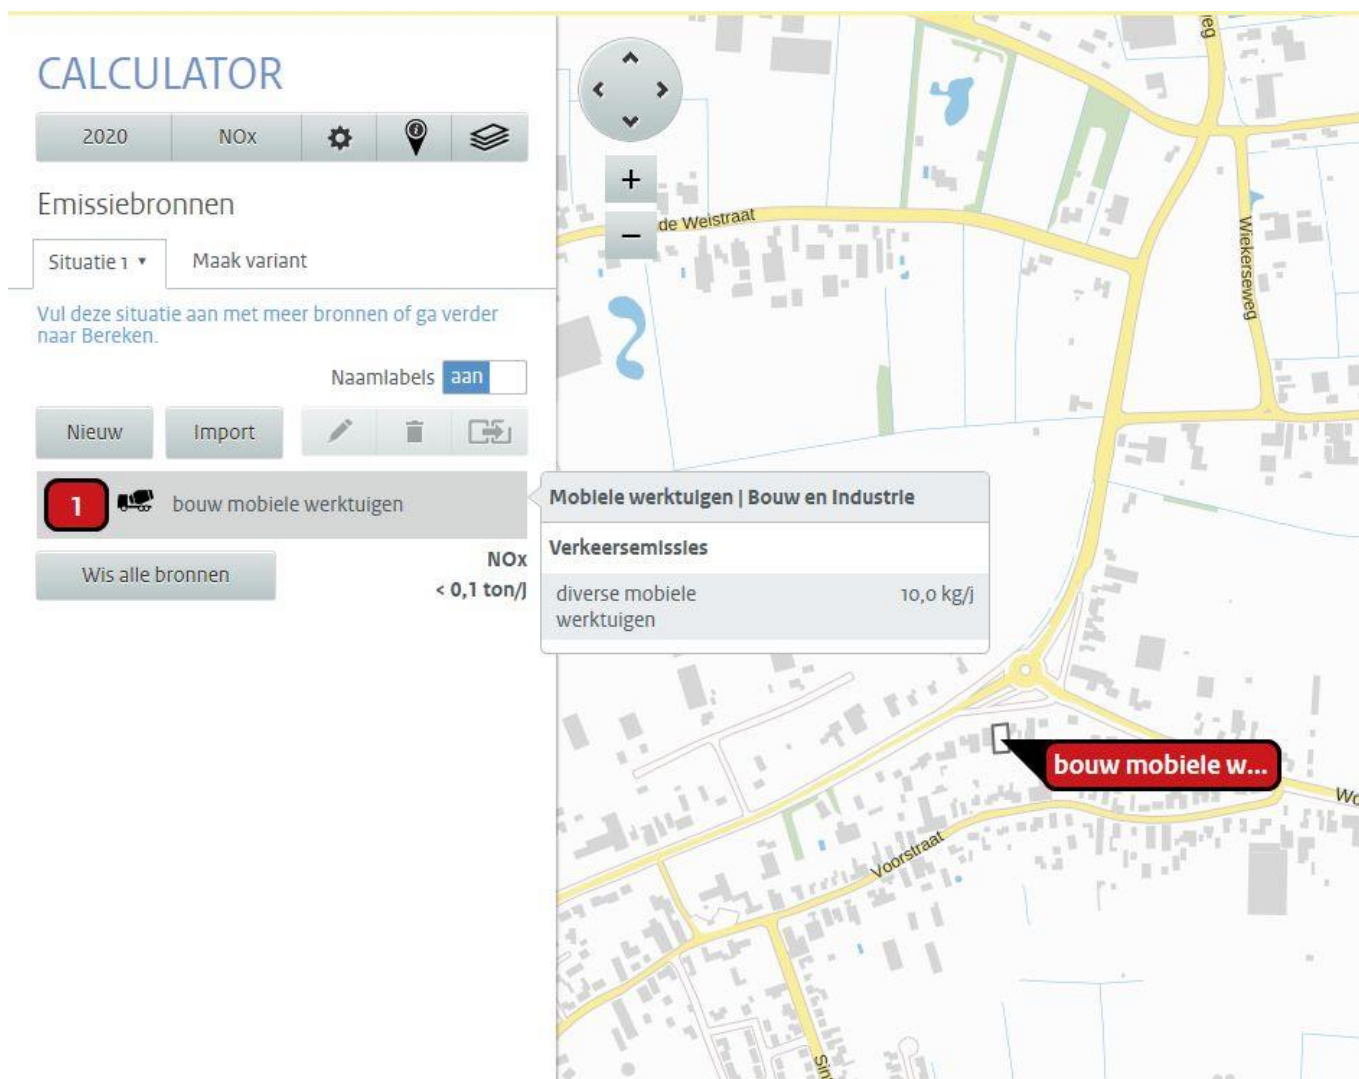 CALCULATOR
2020
NOx
Emissiebronnen
Situatie 1
Maak variant
Vul deze situatie aan met meer bronnen of ga verder
naar Bereken.
Naamlabels
aan
Nieuw
Import
1
bouw mobiele werktuigen
Wis alle bronnen
NOx
< 0,1 ton/j
Mobiele werktuigen | Bouw en Industrie
Verkeersemissies
diverse mobiele
werktuigen
10,0 kg/j
de Weistraat
Wiekerseweg
bouw mobiele w...
Voorstraat